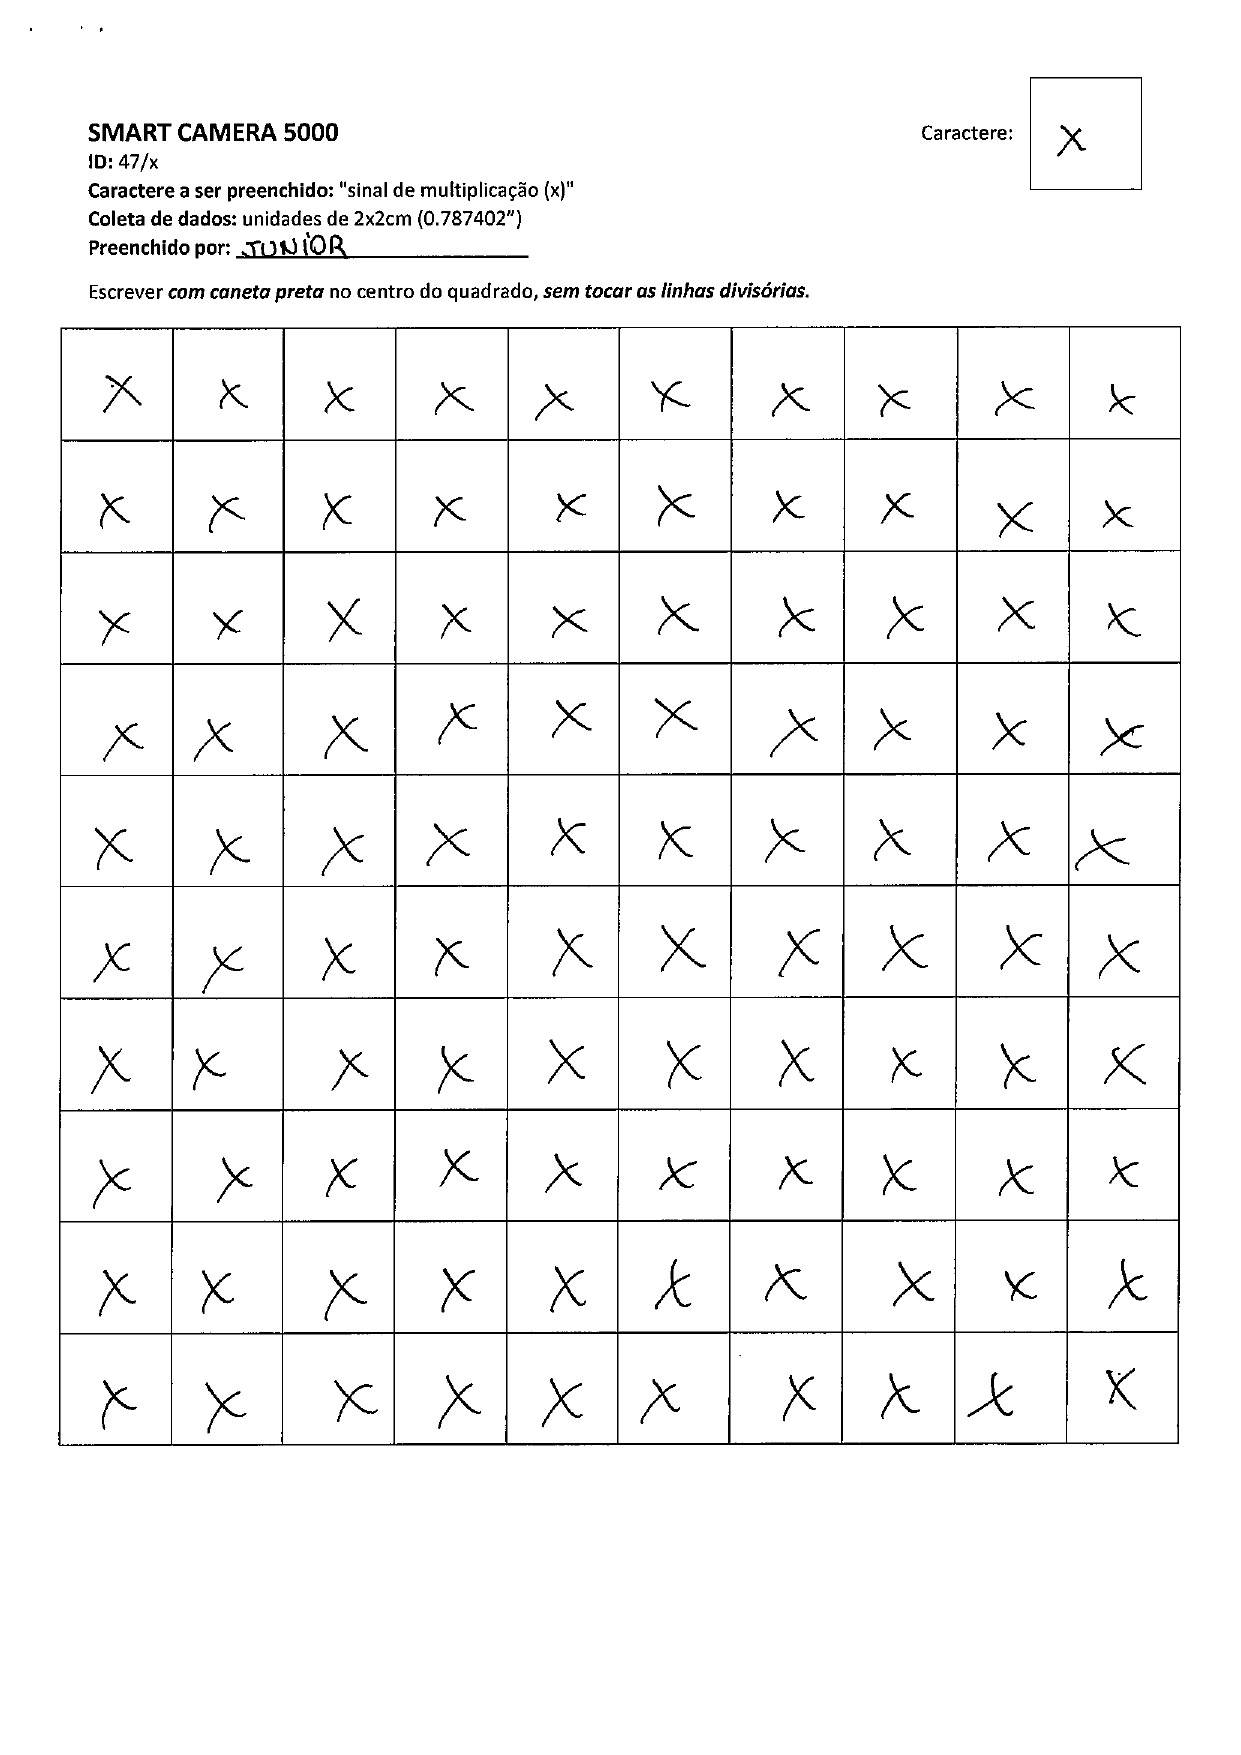 SMART CAMERA 5000
Caractere: x
ID: 47/x
Caractere a ser preenchido: "sinal de multiplicação (x)"
Coleta de dados: unidades de 2x2cm (0.787402")
Preenchido por: JUNIOR
Escrever com caneta preta no centro do quadrado, sem tocar as linhas divisórias.
x x x x x x x x x x
x x x x x x x x x x
x x x x x x x x x x
x x x x x x x x x x
x x x x x x x x x x
x x x x x x x x x x
x x x x x x x x x x
x x x x x x x x x x
x x x x x x x x x x
x x x x x x x x x x